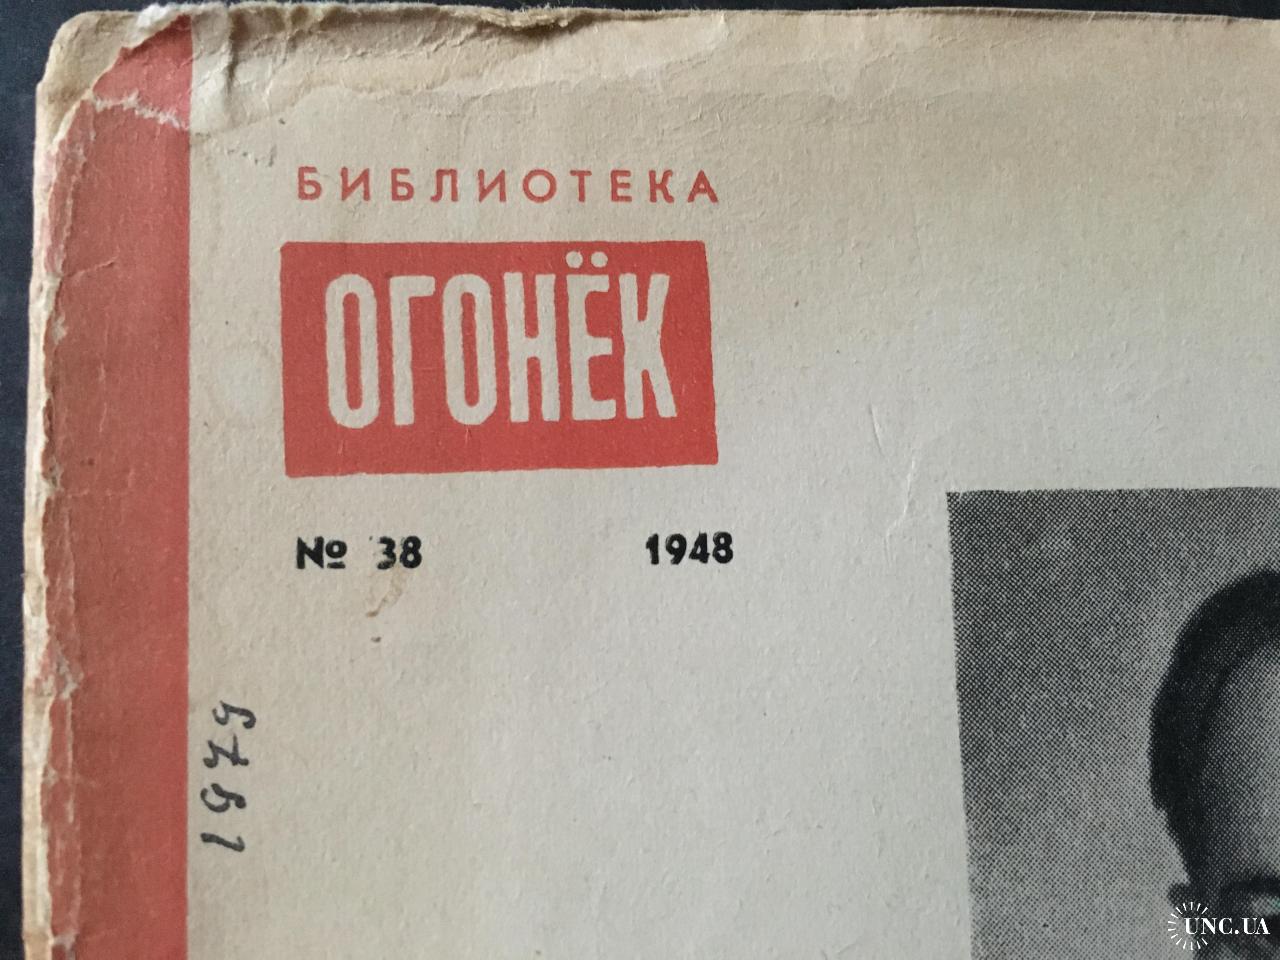 БИБЛИОТЕКА
ОГОНЁК
№ 38 1948
1975
UNC.UA